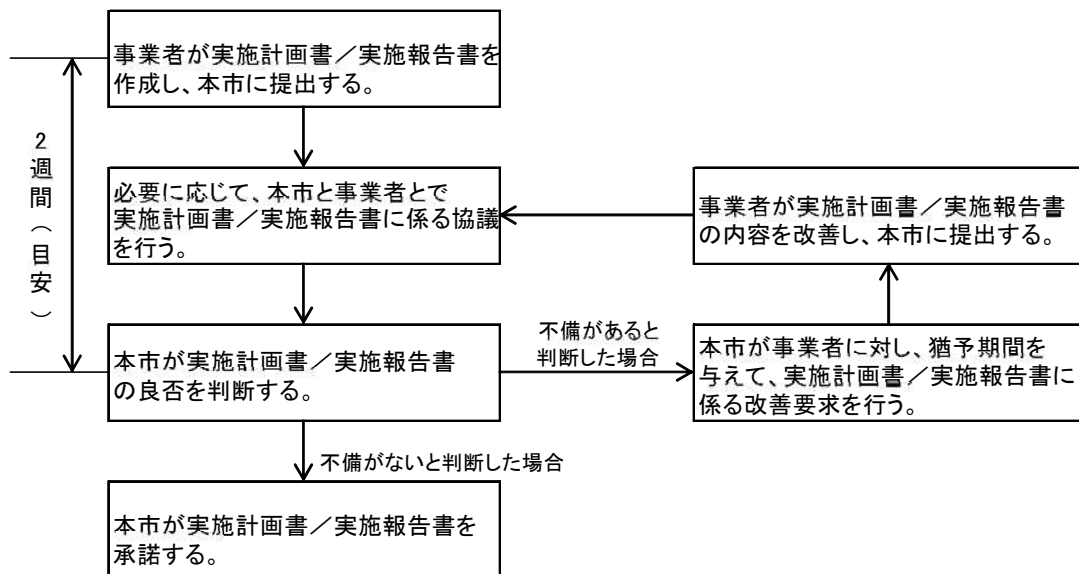 事業者が実施計画書／実施報告書を
作成し、本市に提出する。
2週間（目安）
必要に応じて、本市と事業者とで
実施計画書／実施報告書に係る協議
を行う。
事業者が実施計画書／実施報告書
の内容を改善し、本市に提出する。
本市が実施計画書／実施報告書
の良否を判断する。
不備があると
判断した場合
本市が事業者に対し、猶予期間を
与えて、実施計画書／実施報告書に
係る改善要求を行う。
不備がないと判断した場合
本市が実施計画書／実施報告書を
承諾する。